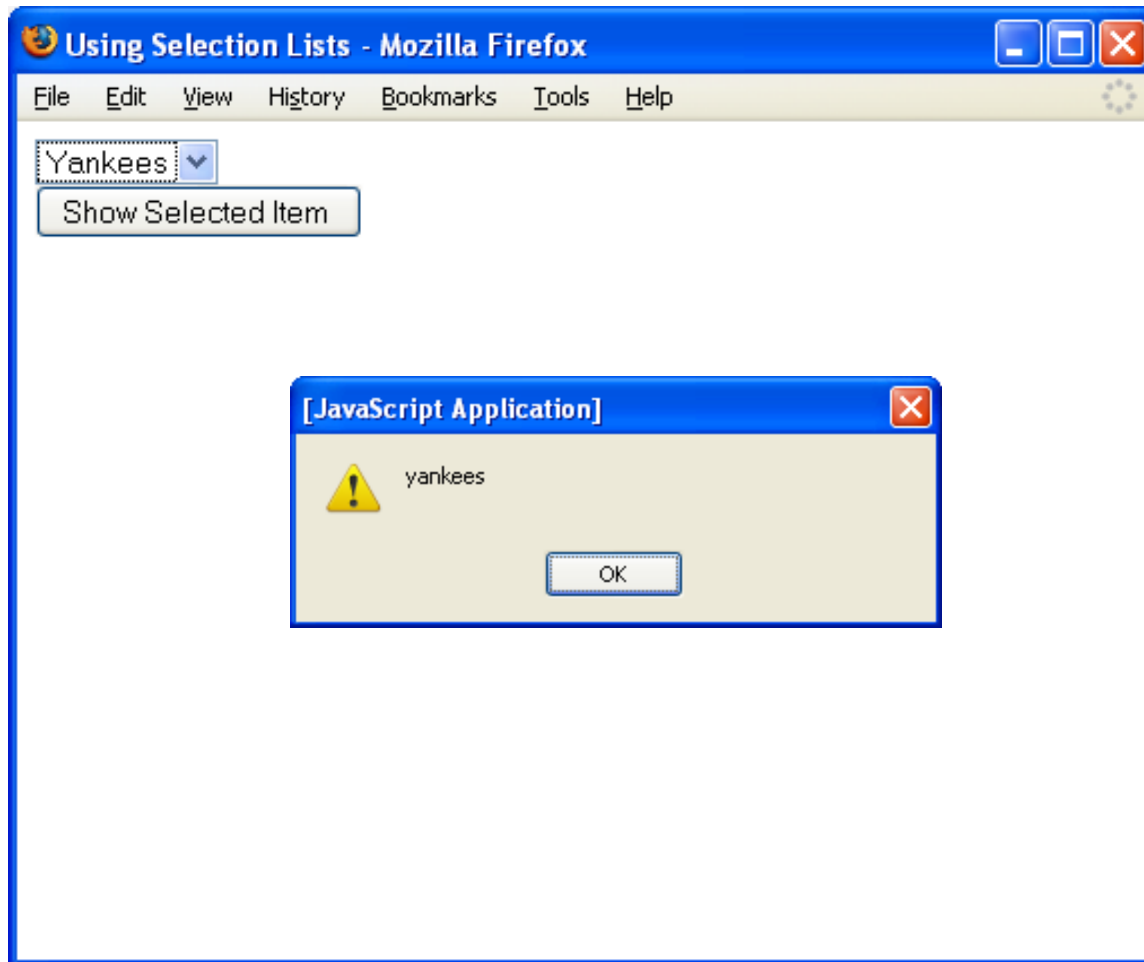 Using Selection Lists - Mozilla Firefox
File Edit View History Bookmarks Tools Help
Yankees
Show Selected Item
[JavaScript Application]
yankees
OK